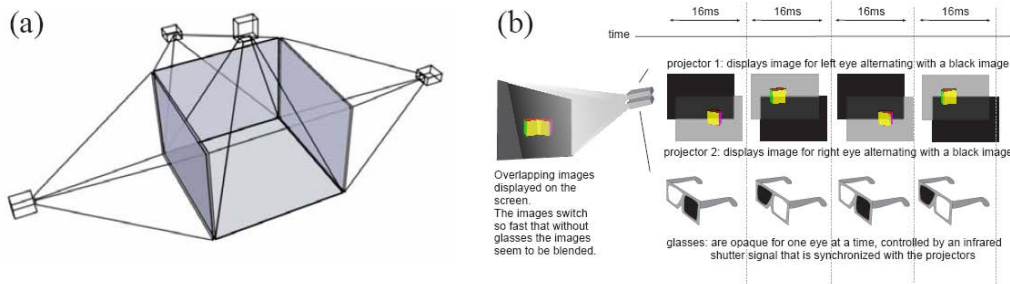 (a)
(b)
16ms 16ms 16ms 16ms
time
projector 1: displays image for left eye alternating with a black image
projector 2: displays image for right eye alternating with a black image
Overlapping images
displayed on the
screen.
The images switch
so fast that without
glasses the images
seem to be blended.
glasses: are opaque for one eye at a time, controlled by an infrared
shutter signal that is synchronized with the projectors